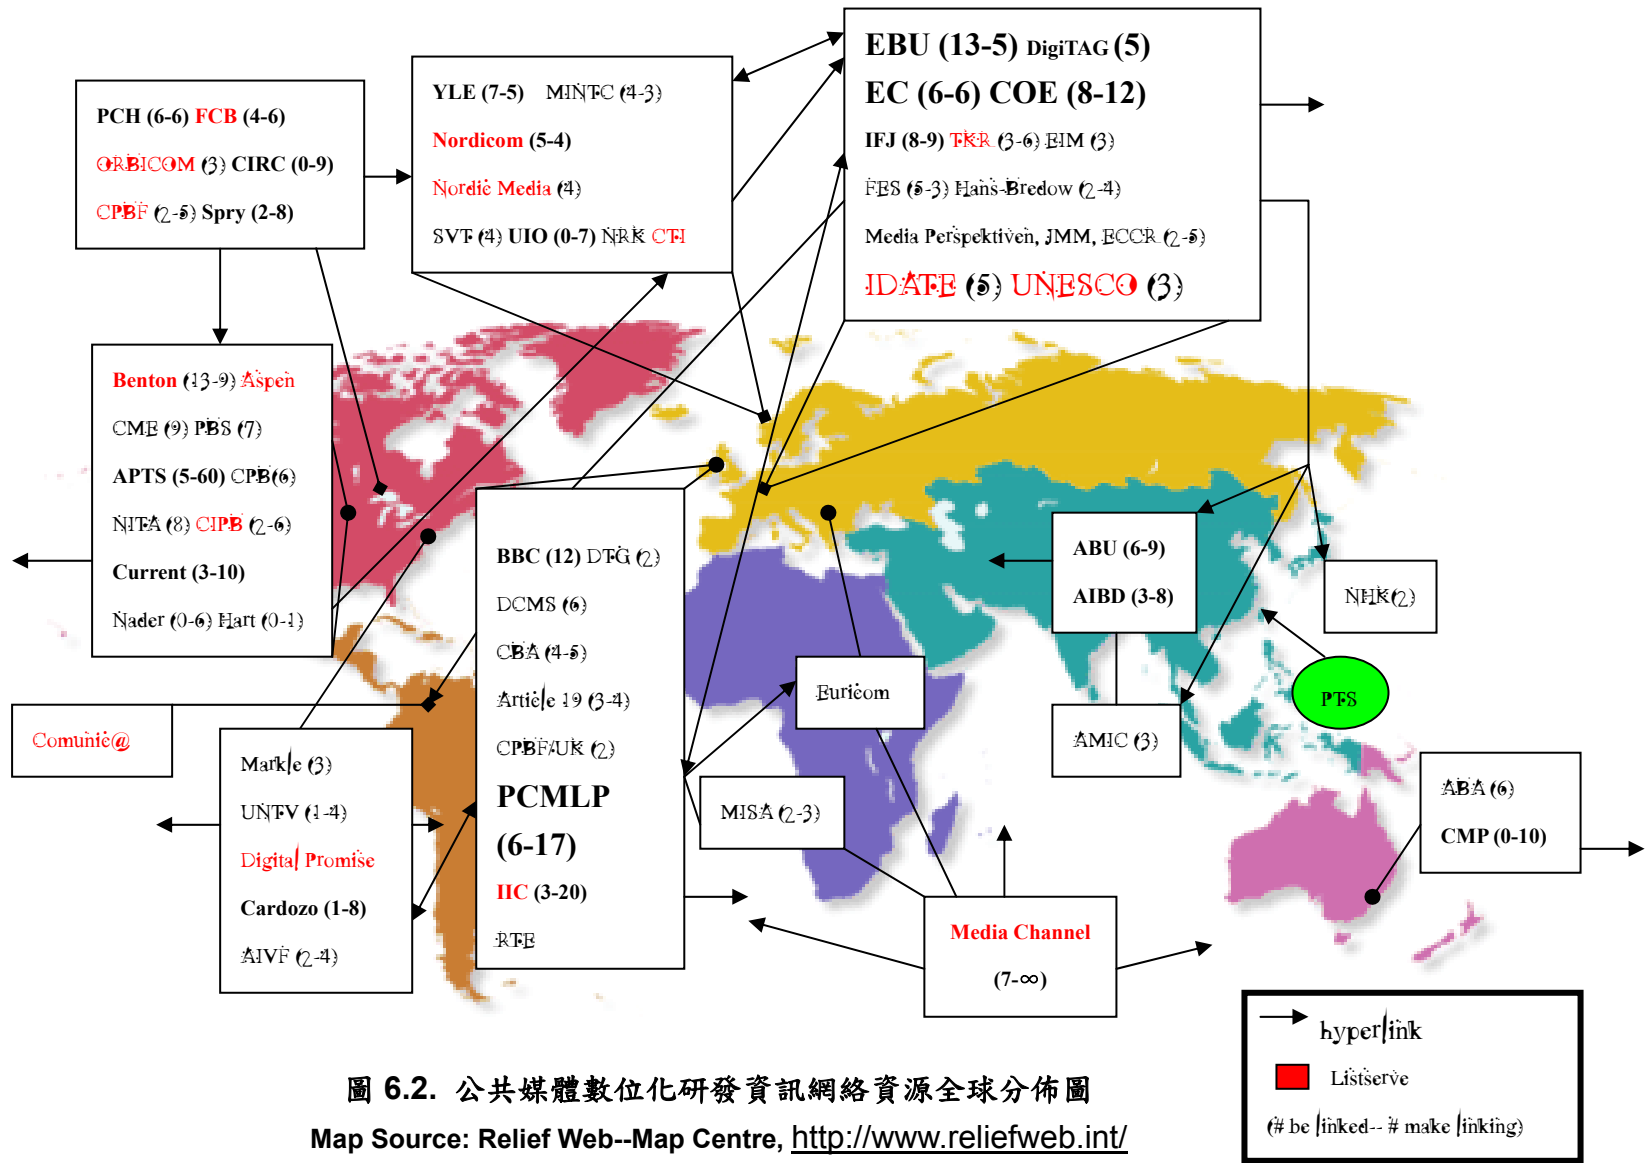 PCH (6-6) FCB (4-6)
ORBICOM (3) CIRC (0-9)
CPBF (2-5) Spry (2-8)
YLE (7-5) MINTC (4-3)
Nordicom (5-4)
Nordic Media (4)
SVT (4) UIO (0-7) NRK CTI
EBU (13-5) DigiTAG (5)
EC (6-6) COE (8-12)
IFJ (8-9) TKR (3-6) EIM (3)
FES (5-3) Hans-Bredow (2-4)
Media Perspektiven, JMM, ECCR (2-5)
IDATE (5) UNESCO (3)
Benton (13-9) Aspen
CME (9) PBS (7)
APTS (5-60) CPB(6)
NITA (8) CIPB (2-6)
Current (3-10)
Nader (0-6) Hart (0-1)
BBC (12) DTG (2)
DCMS (6)
CBA (4-5)
Article 19 (3-4)
CPBF/UK (2)
PCMLP
(6-17)
IIC (3-20)
RTE
ABU (6-9)
AIBD (3-8)
NHK(2)
Euricom
PTS
AMIC (3)
Comunic@
Markle (3)
UNTV (1-4)
Digital Promise
Cardozo (1-8)
AIVF (2-4)
MISA (2-3)
ABA (6)
CMP (0-10)
Media Channel
(7-∞)
hyperlink
Listserve
(# be linked-- # make linking)
圖 6.2. 公共媒體數位化研發資訊網絡資源全球分佈圖
Map Source: Relief Web--Map Centre, http://www.reliefweb.int/